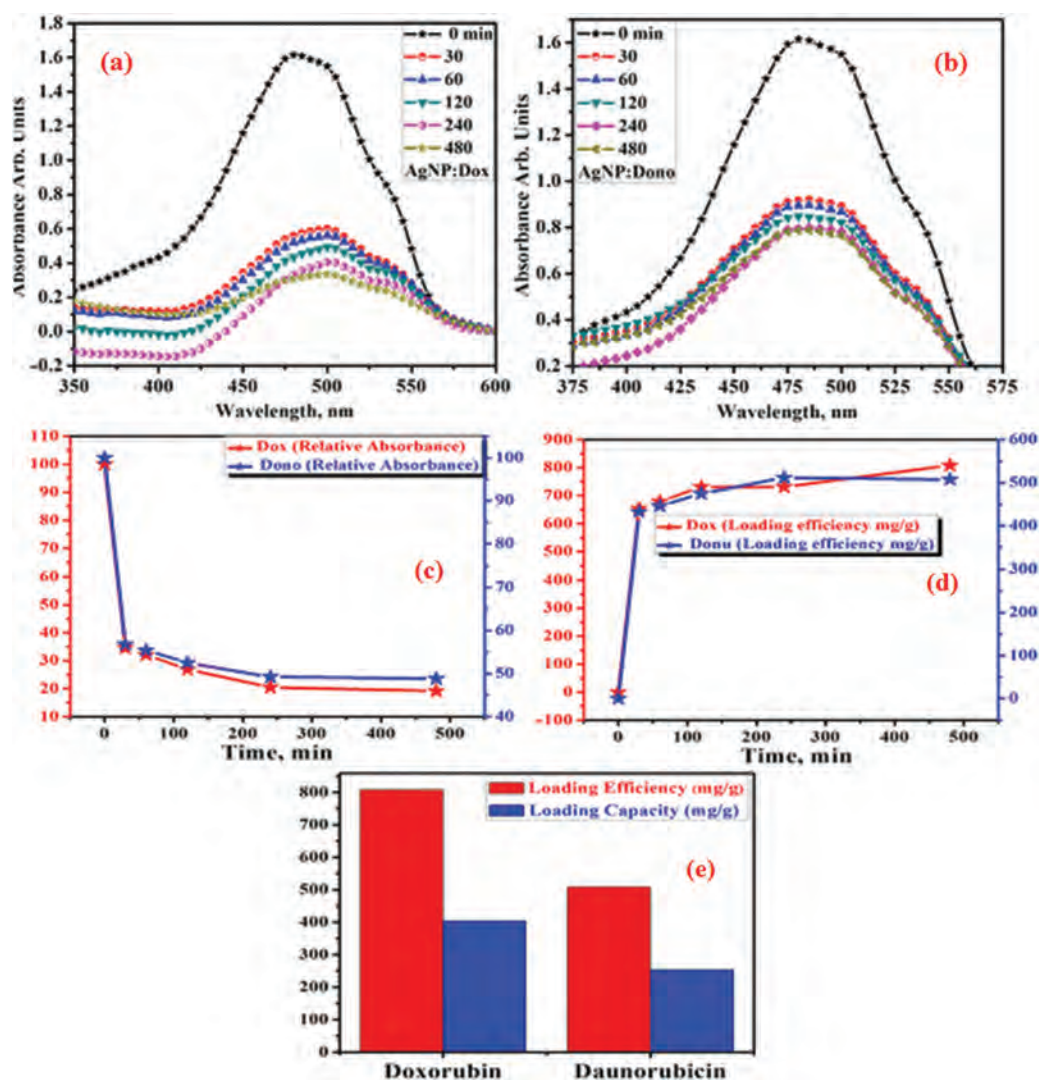 (a)
0 min
30
60
120
240
480
AgNP:Dox
1.8
1.6
1.4
1.2
1.0
0.8
0.6
0.4
0.2
0.0
-0.2
Absorbance Arb. Units
350 400 450 500 550 600
Wavelength, nm
(b)
0 min
30
60
120
240
480
AgNP:Dono
1.6
1.4
1.2
1.0
0.8
0.6
0.4
0.2
Absorbance Arb. Units
375 400 425 450 475 500 525 550 575
Wavelength, nm
Dox (Relative Absorbance)
Dono (Relative Absorbance)
(c)
110
100
90
80
70
60
50
40
30
20
10
100
90
80
70
60
50
40
0 100 200 300 400 500
Time, min
Dox (Loading efficiency mg/g)
Donu (Loading efficiency mg/g)
(d)
900
800
700
600
500
400
300
200
100
0
-100
600
500
400
300
200
100
0
0 100 200 300 400 500
Time, min
Loading Efficiency (mg/g)
Loading Capacity (mg/g)
(e)
800
700
600
500
400
300
200
100
0
Doxorubin Daunorubicin